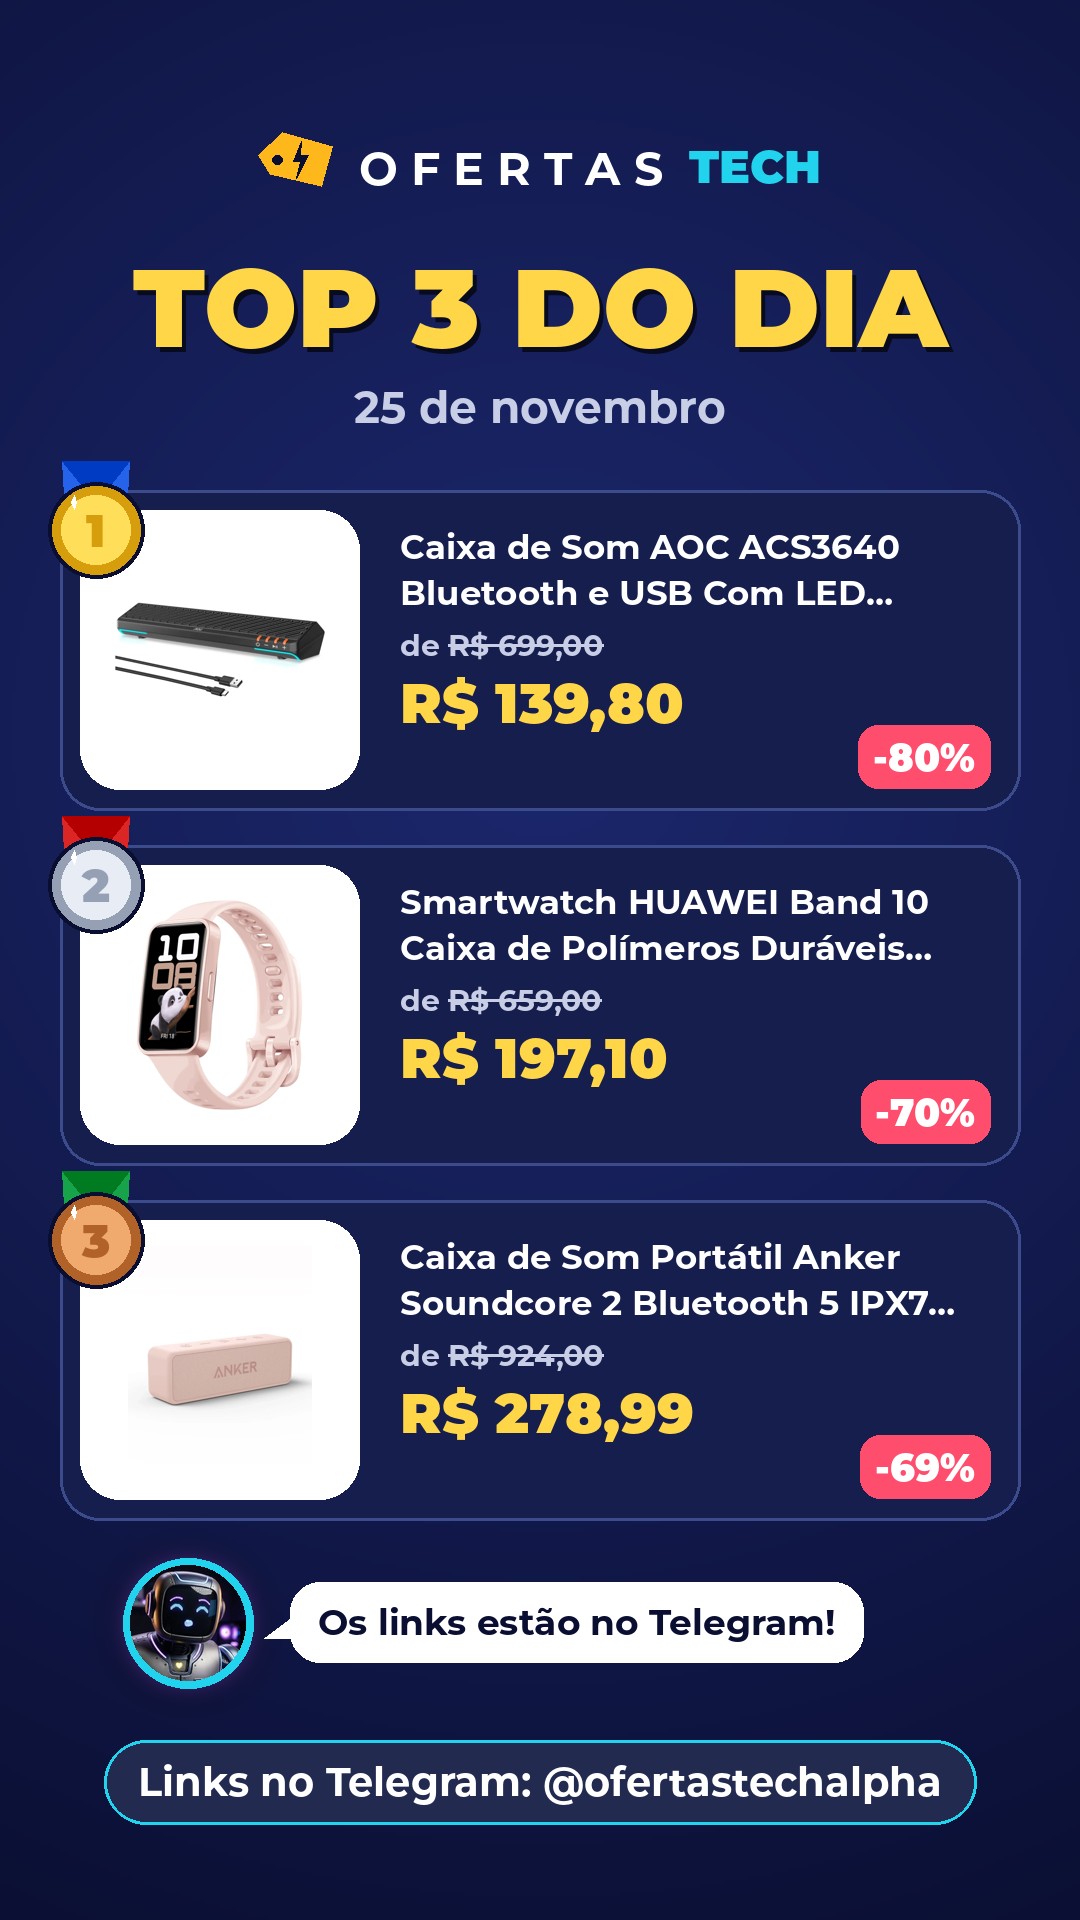 OFERTAS TECH
TOP 3 DO DIA
25 de novembro
1
Caixa de Som AOC ACS3640
Bluetooth e USB Com LED...
de R$ 699,00
R$ 139,80
-80%
2
10
08
FRI 18
Smartwatch HUAWEI Band 10
Caixa de Polímeros Duráveis...
de R$ 659,00
R$ 197,10
-70%
3
ANKER
Caixa de Som Portátil Anker
Soundcore 2 Bluetooth 5 IPX7...
de R$ 924,00
R$ 278,99
-69%
Os links estão no Telegram!
Links no Telegram: @ofertastechalpha